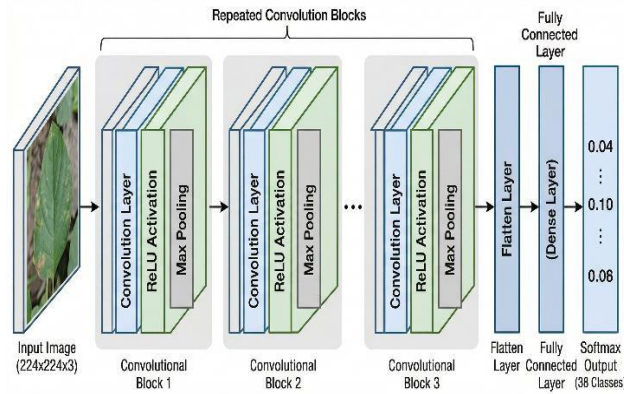 Repeated Convolution Blocks
Fully
Connected
Layer
Convolution Layer
ReLU Activation
Max Pooling
Convolution Layer
ReLU Activation
Max Pooling
...
Convolution Layer
ReLU Activation
Max Pooling
Flatten Layer
(Dense Layer)
0.04
...
0.10
...
0.06
Input Image
(224x224x3)
Convolutional
Block 1
Convolutional
Block 2
Convolutional
Block 3
Flatten
Layer
Fully
Connected
Layer
Softmax
Output
(38 Classes)